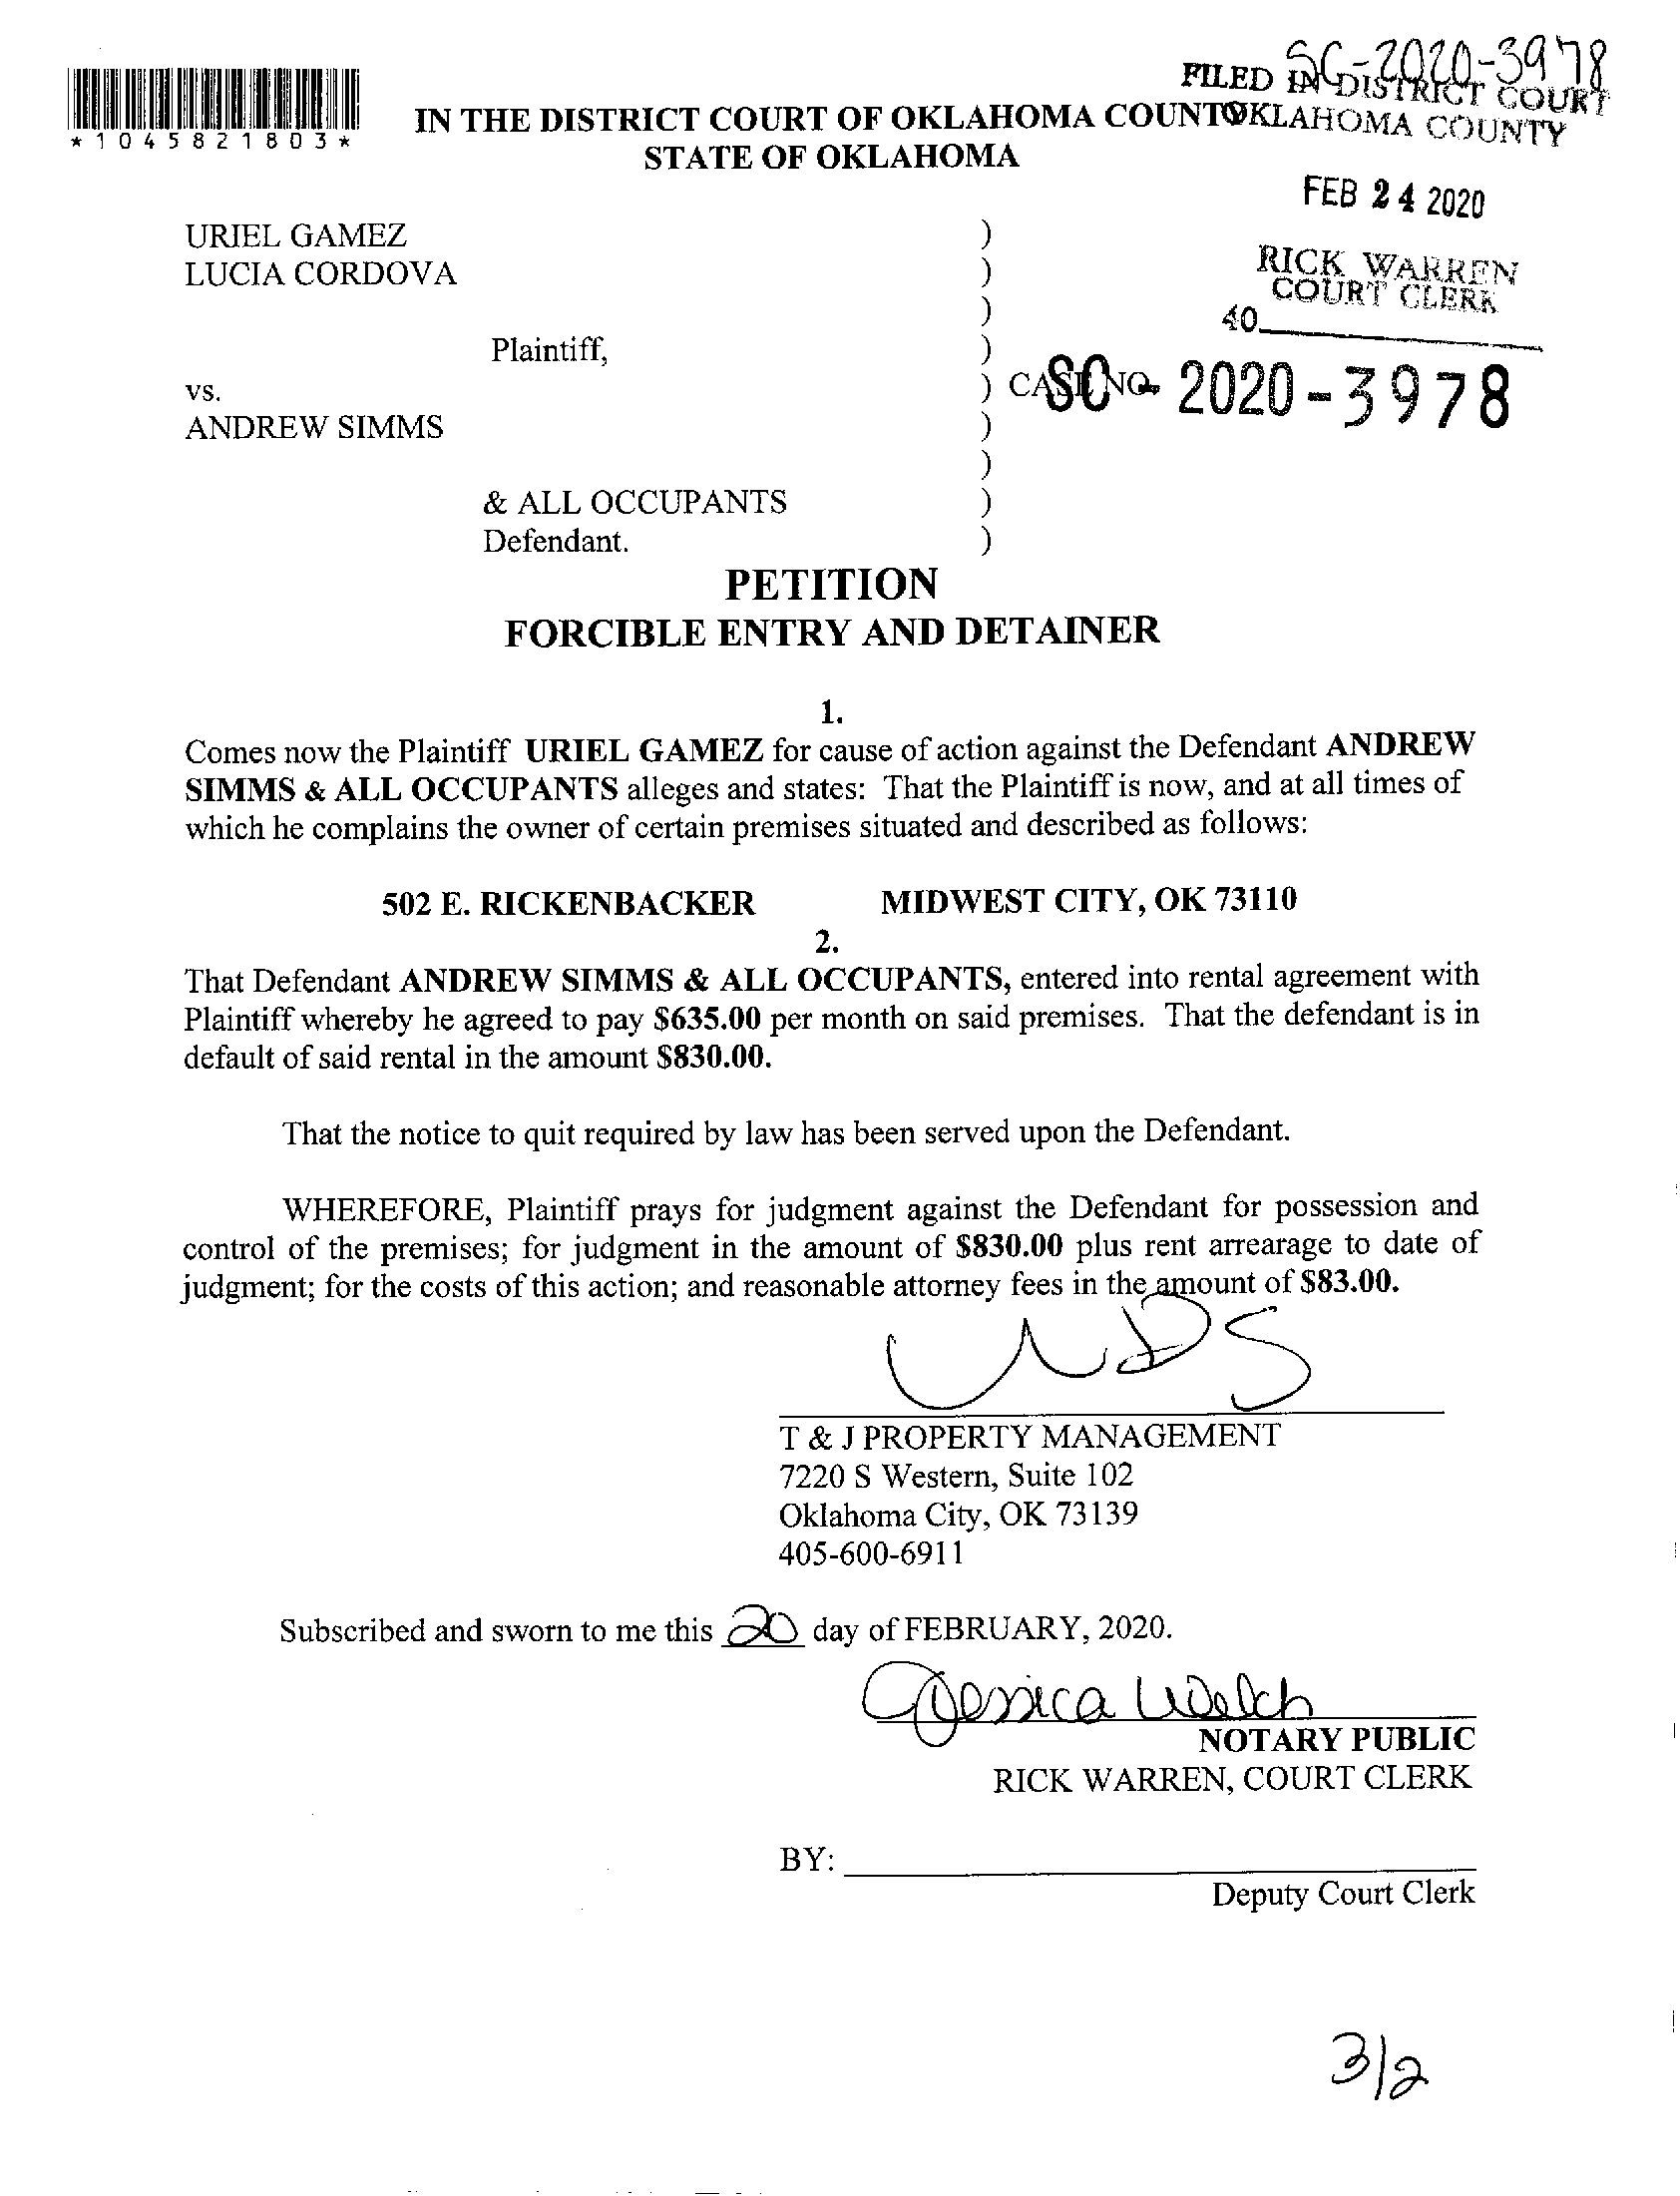 SC-2020-3978
FILED IN DISTRICT COURT
OKLAHOMA COUNTY
*1045821803*
IN THE DISTRICT COURT OF OKLAHOMA COUNTY
STATE OF OKLAHOMA
FEB 24 2020
RICK WARREN
COURT CLERK
40
URIEL GAMEZ )
LUCIA CORDOVA )
)
Plaintiff, )
vs. ) CASE NO. SC - 2020 - 3978
ANDREW SIMMS )
)
& ALL OCCUPANTS )
Defendant. )
PETITION
FORCIBLE ENTRY AND DETAINER
1.
Comes now the Plaintiff URIEL GAMEZ for cause of action against the Defendant ANDREW
SIMMS & ALL OCCUPANTS alleges and states: That the Plaintiff is now, and at all times of
which he complains the owner of certain premises situated and described as follows:
502 E. RICKENBACKER MIDWEST CITY, OK 73110
2.
That Defendant ANDREW SIMMS & ALL OCCUPANTS, entered into rental agreement with
Plaintiff whereby he agreed to pay $635.00 per month on said premises. That the defendant is in
default of said rental in the amount $830.00.
That the notice to quit required by law has been served upon the Defendant.
WHEREFORE, Plaintiff prays for judgment against the Defendant for possession and
control of the premises; for judgment in the amount of $830.00 plus rent arrearage to date of
judgment; for the costs of this action; and reasonable attorney fees in the amount of $83.00.
T & J PROPERTY MANAGEMENT
7220 S Western, Suite 102
Oklahoma City, OK 73139
405-600-6911
Subscribed and sworn to me this 20 day of FEBRUARY, 2020.
Jessica Welch
NOTARY PUBLIC
RICK WARREN, COURT CLERK
BY:
Deputy Court Clerk
3/2